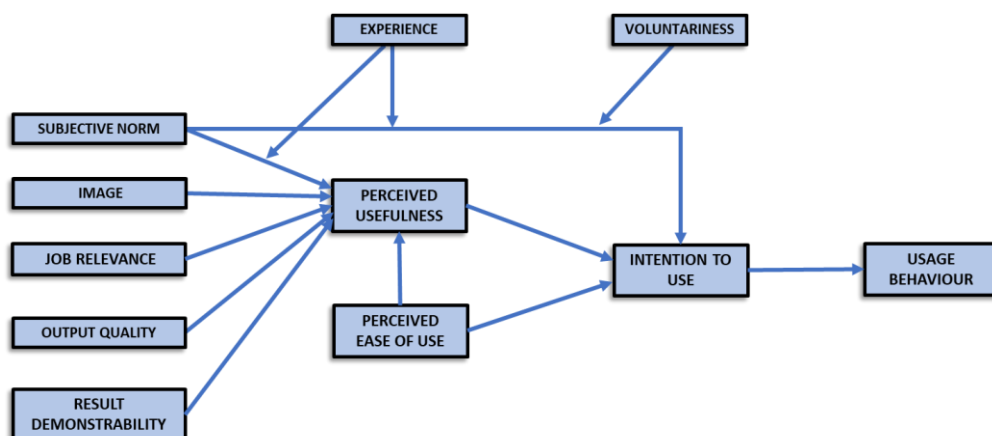 EXPERIENCE
VOLUNTARINESS
SUBJECTIVE NORM
IMAGE
PERCEIVED
USEFULNESS
JOB RELEVANCE
INTENTION TO
USE
USAGE
BEHAVIOUR
OUTPUT QUALITY
PERCEIVED
EASE OF USE
RESULT
DEMONSTRABILITY